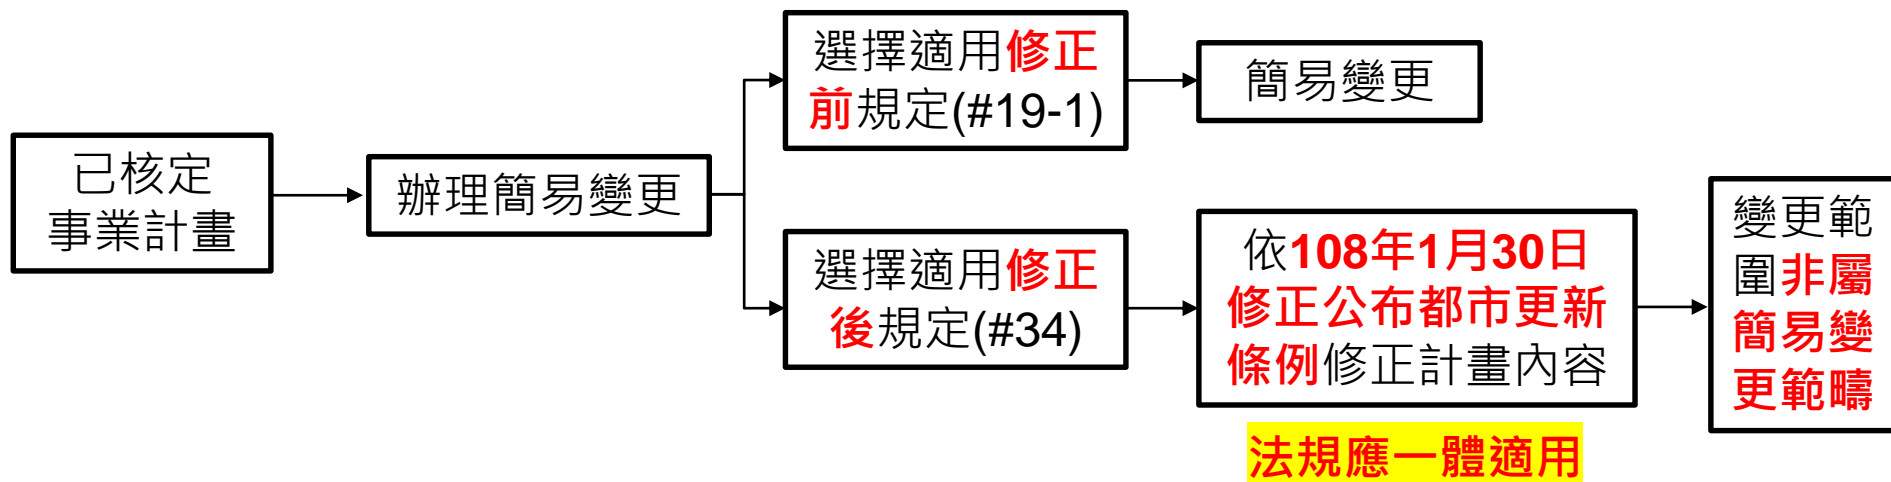 已核定
事業計畫
辦理簡易變更
選擇適用修正
前規定(#19-1)
簡易變更
選擇適用修正
後規定(#34)
依108年1月30日
修正公布都市更新
條例修正計畫內容
法規應一體適用
變更範
圍非屬
簡易變
更範疇